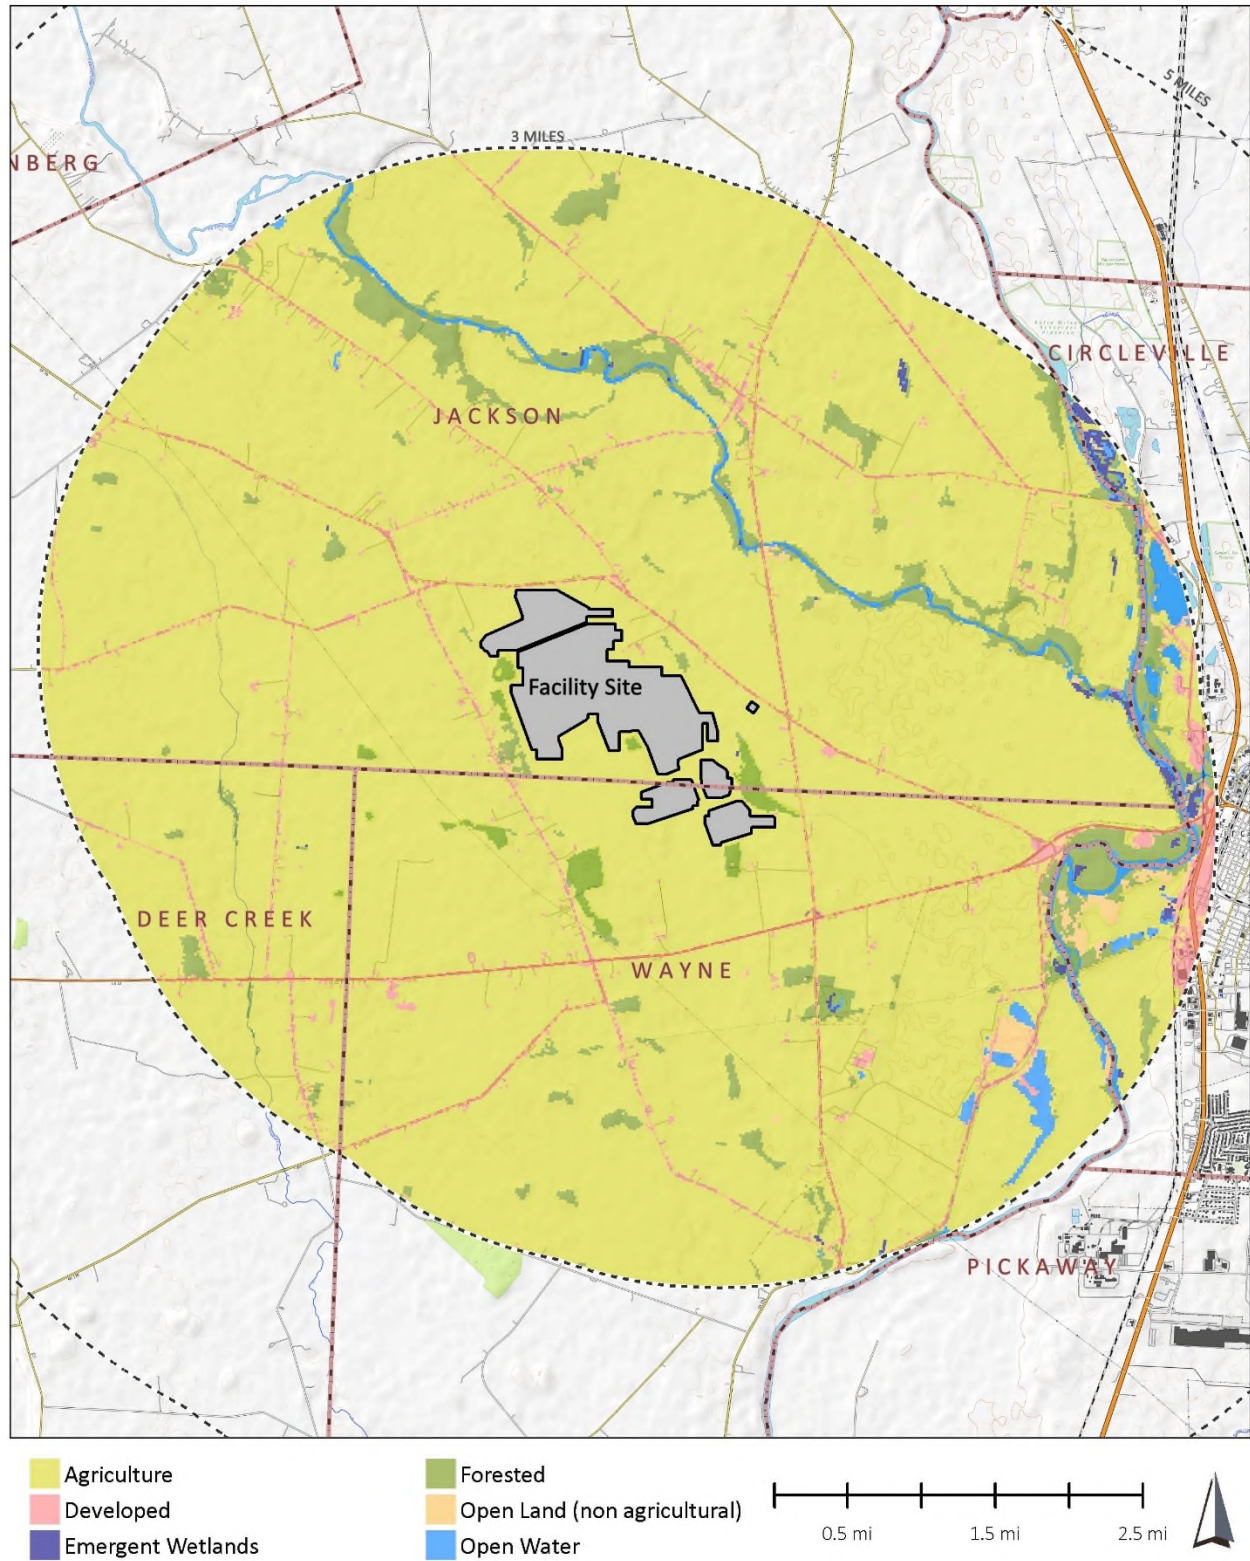 5 MILES
3 MILES
NBERG
CIRCLEVILLE
JACKSON
Facility Site
DEER CREEK
WAYNE
PICKAWAY
Agriculture
Developed
Emergent Wetlands
Forested
Open Land (non agricultural)
Open Water
0.5 mi
1.5 mi
2.5 mi